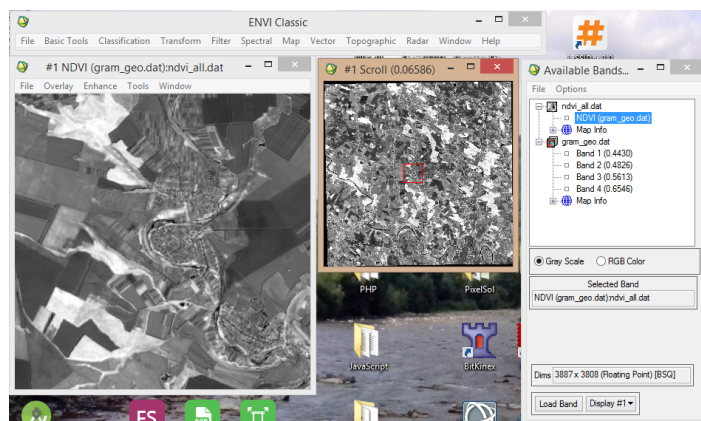 ENVI Classic
File Basic Tools Classification Transform Filter Spectral Map Vector Topographic Radar Window Help
#1 NDVI (gram_geo.dat):ndvi_all.dat
File Overlay Enhance Tools Window
#1 Scroll (0.06586)
Available Bands...
File Options
ndvi_all.dat
NDVI (gram_geo.dat)
Map Info
gram_geo.dat
Band 1 (0.4430)
Band 2 (0.4826)
Band 3 (0.5613)
Band 4 (0.6546)
Map Info
Gray Scale RGB Color
Selected Band
NDVI (gram_geo.dat):ndvi_all.dat
Dims 3887 x 3808 (Floating Point) [BSQ]
Load Band Display #1
PHP PixelSol
JavaScript BitKinex